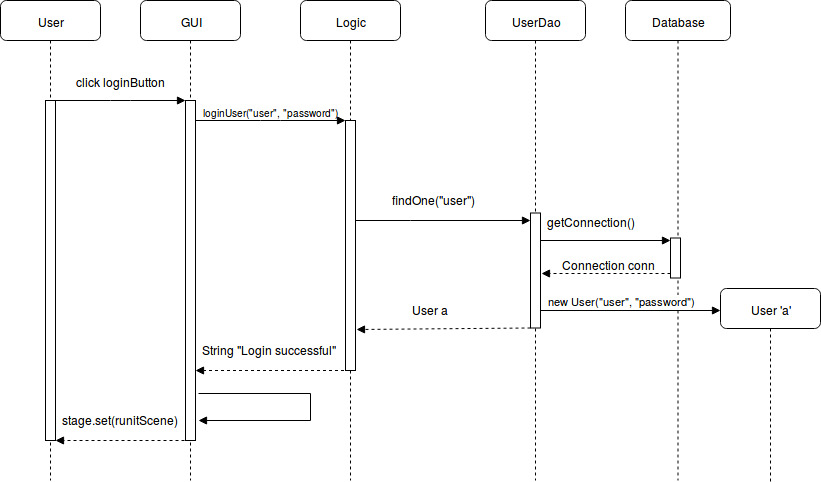 User
GUI
Logic
UserDao
Database
click loginButton
loginUser("user", "password")
findOne("user")
getConnection()
Connection conn
new User("user", "password")
User 'a'
User a
String "Login successful"
stage.set(runitScene)